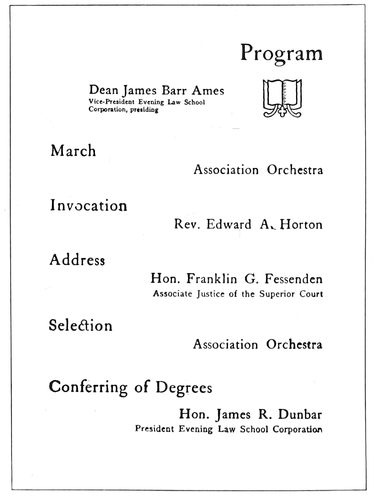 Program
Dean James Barr Ames
Vice-President Evening Law School
Corporation, presiding
March
Association Orchestra
Invocation
Rev. Edward A. Horton
Address
Hon. Franklin G. Fessenden
Associate Justice of the Superior Court
Selection
Association Orchestra
Conferring of Degrees
Hon. James R. Dunbar
President Evening Law School Corporation